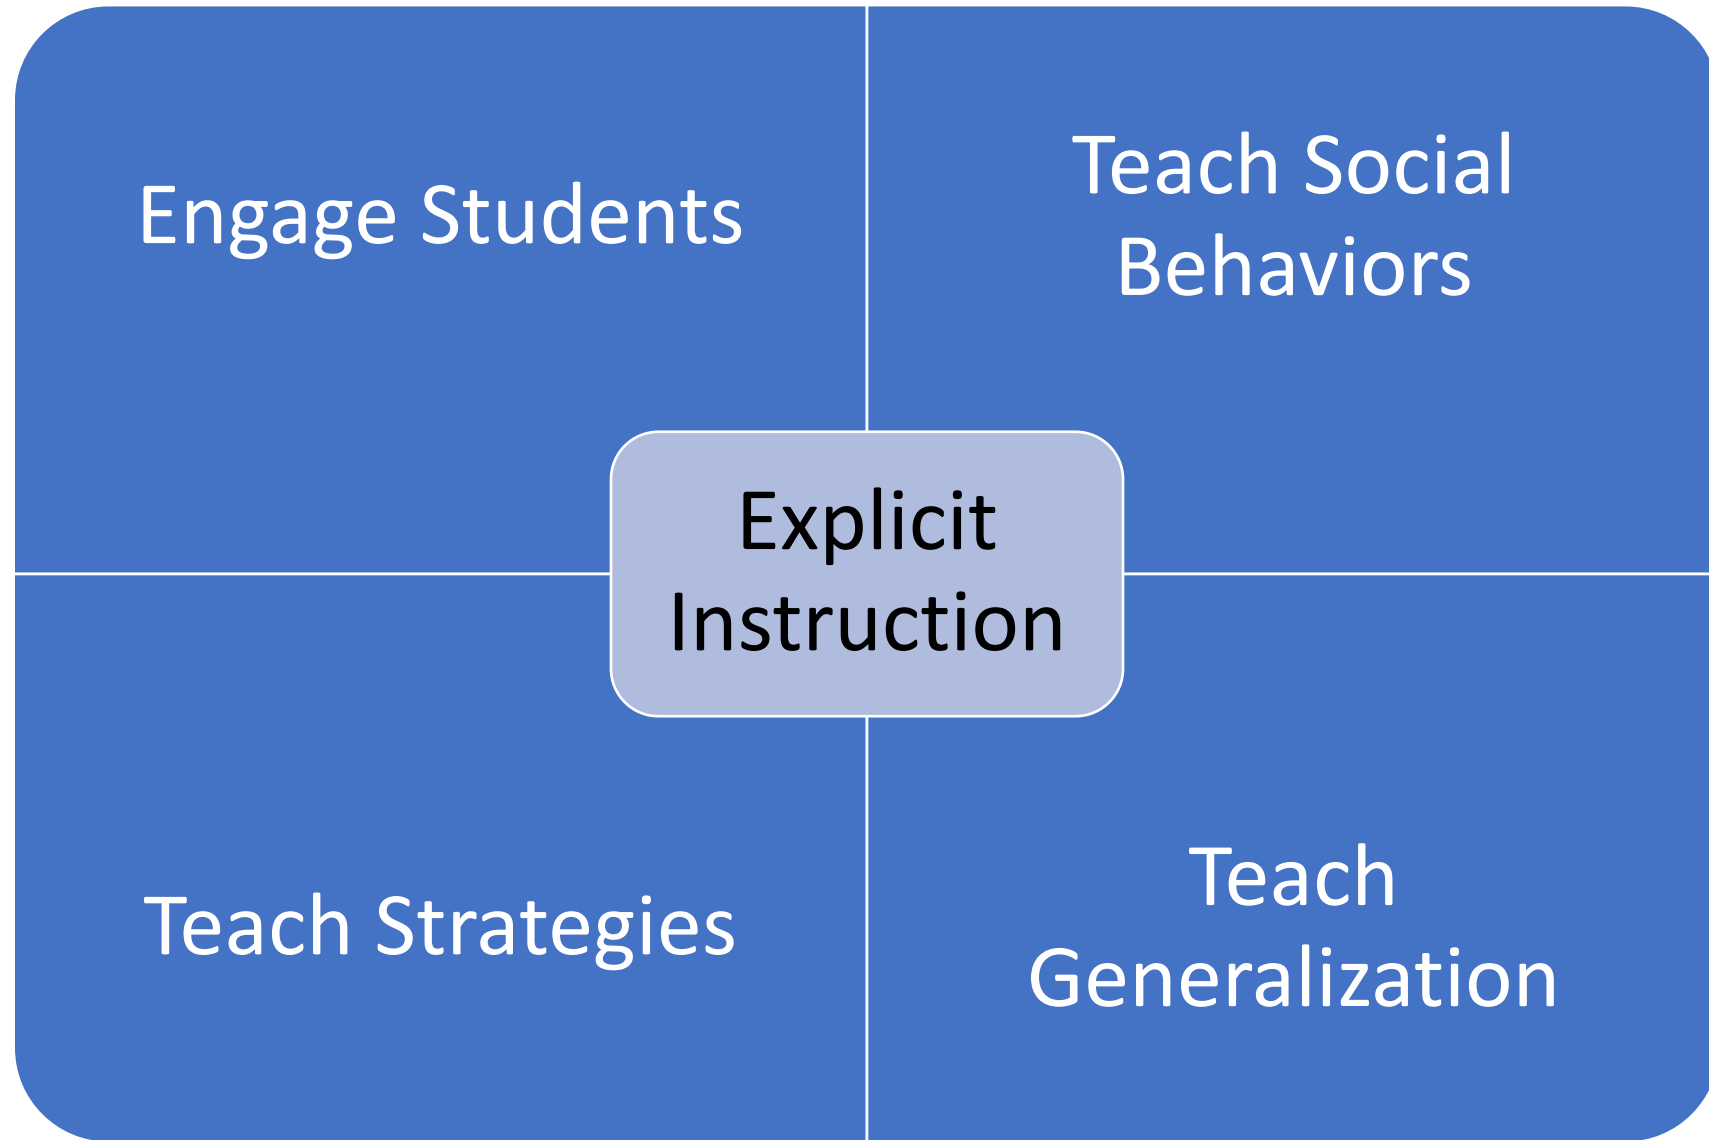 Engage Students
Teach Social
Behaviors
Explicit
Instruction
Teach Strategies
Teach
Generalization